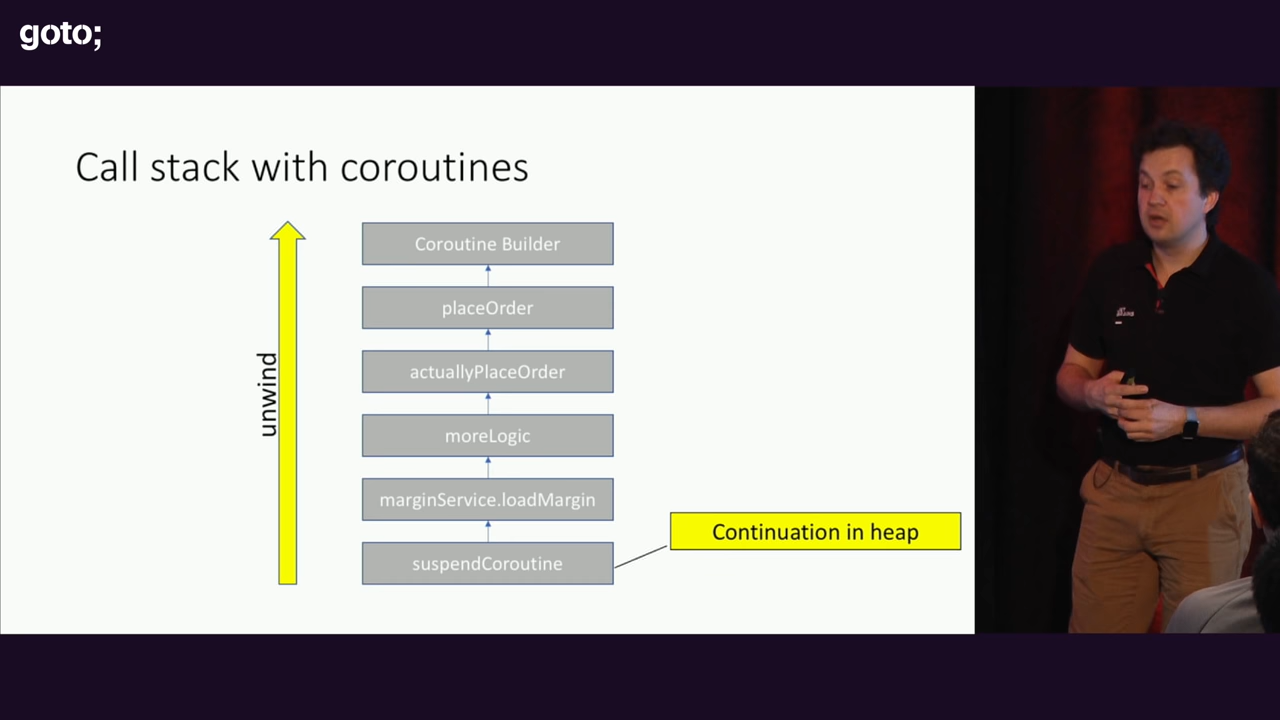 goto;
Call stack with coroutines
Coroutine Builder
placeOrder
actuallyPlaceOrder
moreLogic
marginService.loadMargin
suspendCoroutine
unwind
Continuation in heap